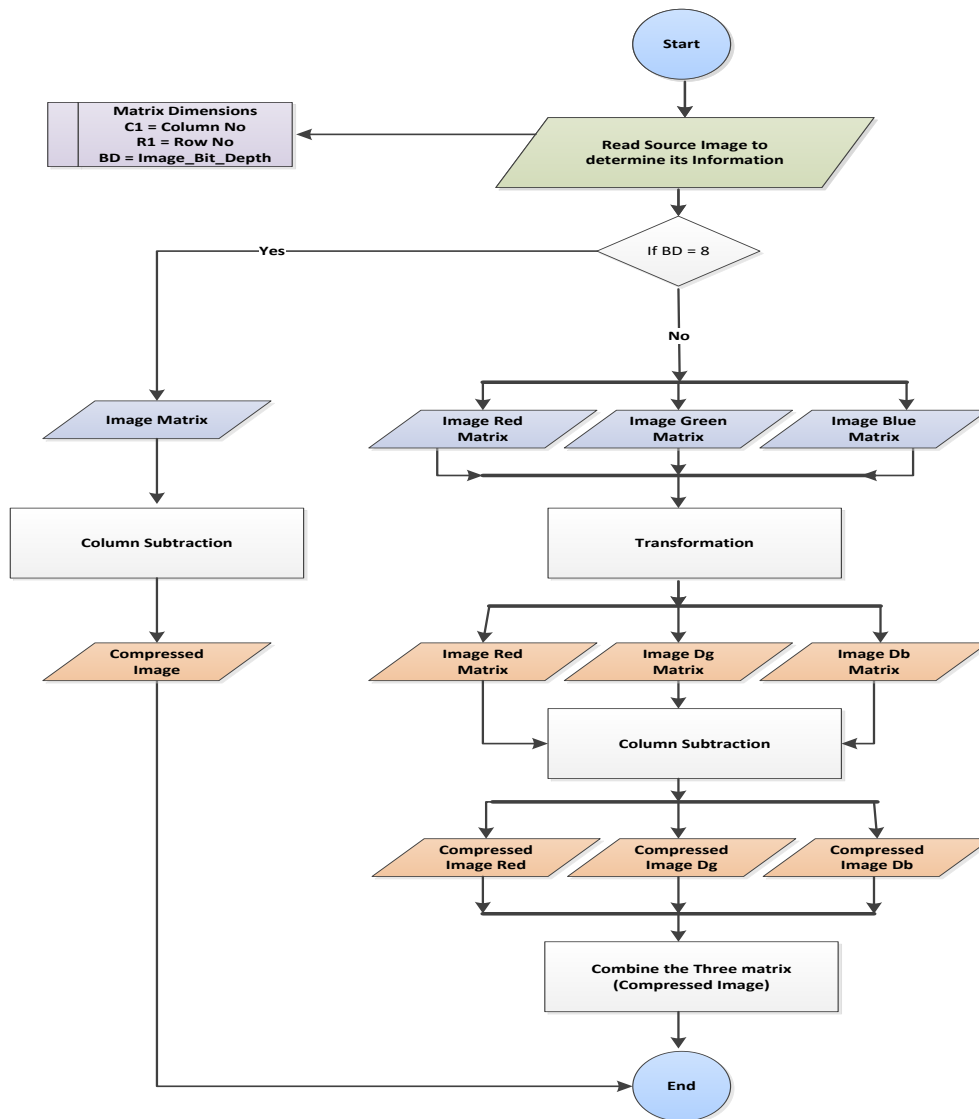 Start
Matrix Dimensions
C1 = Column No
R1 = Row No
BD = Image_Bit_Depth
Read Source Image to
determine its Information
If BD = 8
Yes
No
Image Matrix
Image Red
Matrix
Image Green
Matrix
Image Blue
Matrix
Column Subtraction
Transformation
Compressed
Image
Image Red
Matrix
Image Dg
Matrix
Image Db
Matrix
Column Subtraction
Compressed
Image Red
Compressed
Image Dg
Compressed
Image Db
Combine the Three matrix
(Compressed Image)
End